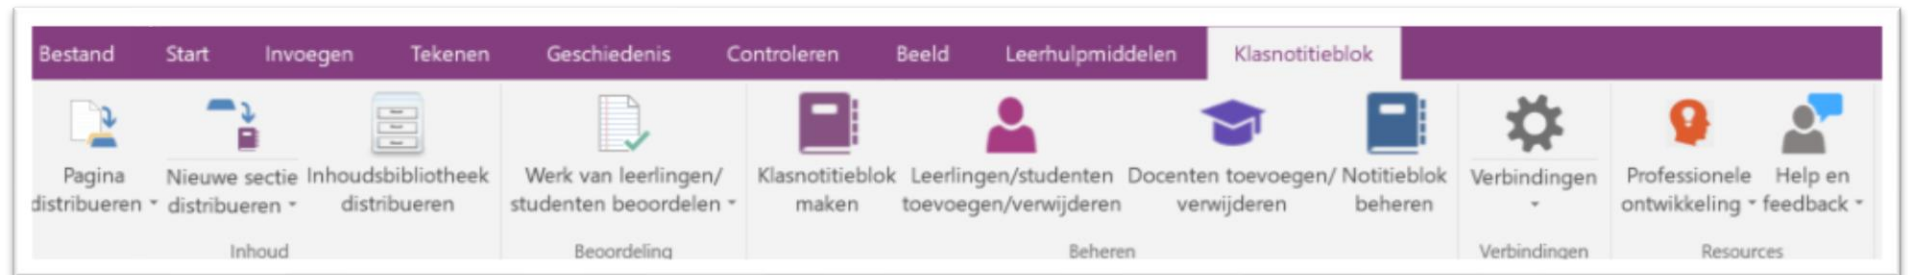 Bestand Start Invoegen Tekenen Geschiedenis Controleren Beeld Leerhulpmiddelen Klasnotitieblok
Pagina
distribueren
Nieuwe sectie
distribueren
Inhoudsbibliotheek
distribueren
Inhoud
Werk van leerlingen/
studenten beoordelen
Beoordeling
Klasnotitieblok
maken
Leerlingen/studenten
toevoegen/verwijderen
Docenten toevoegen/
verwijderen
Notitieblok
beheren
Beheren
Verbindingen
Verbindingen
Professionele
ontwikkeling
Help en
feedback
Resources